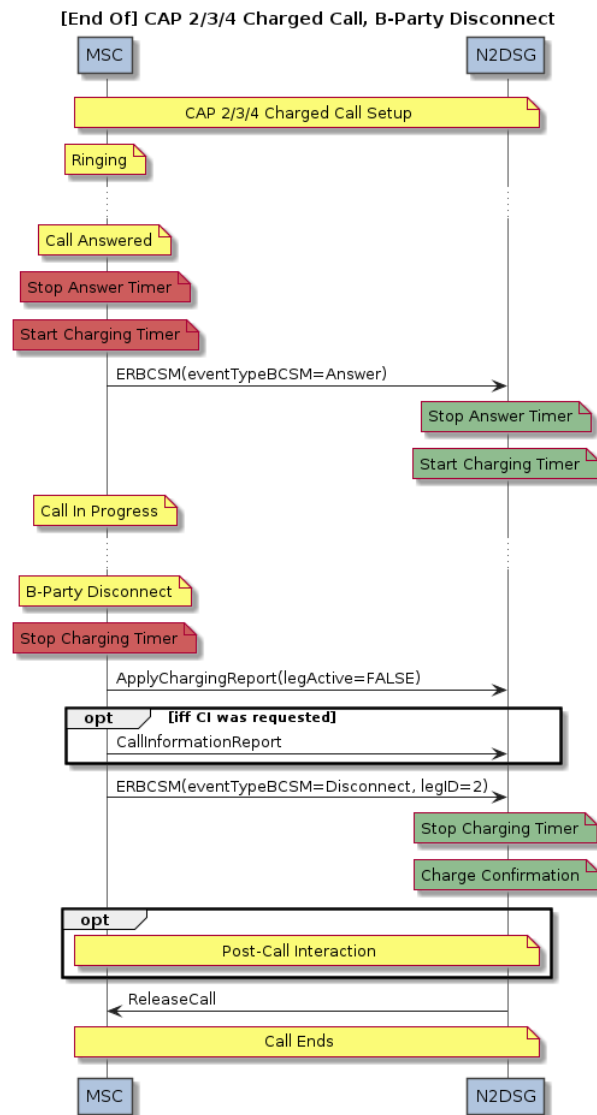 [End Of] CAP 2/3/4 Charged Call, B-Party Disconnect
MSC
N2DSG
CAP 2/3/4 Charged Call Setup
Ringing
Call Answered
Stop Answer Timer
Start Charging Timer
ERBCSM(eventTypeBCSM=Answer)
Stop Answer Timer
Start Charging Timer
Call In Progress
B-Party Disconnect
Stop Charging Timer
ApplyChargingReport(legActive=FALSE)
opt [iff CI was requested]
CallInformationReport
ERBCSM(eventTypeBCSM=Disconnect, legID=2)
Stop Charging Timer
Charge Confirmation
opt
Post-Call Interaction
ReleaseCall
Call Ends
MSC
N2DSG